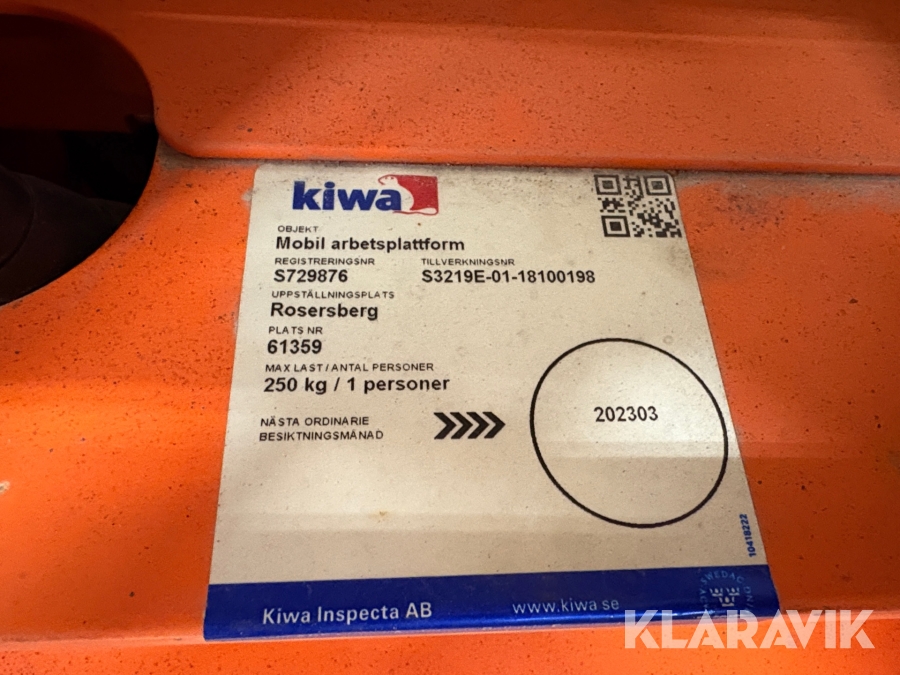 kiwa
OBJEKT
Mobil arbetsplattform
REGISTRERINGSNR TILLVERKNINGSNR
S729876 S3219E-01-18100198
UPPSTÄLLNINGSPLATS
Rosersberg
PLATS NR
61359
MAX LAST / ANTAL PERSONER
250 kg / 1 personer
NÄSTA ORDINARIE
BESIKTNINGSMÅNAD
202303
10418222
Kiwa Inspecta AB www.kiwa.se
KLARAVIK